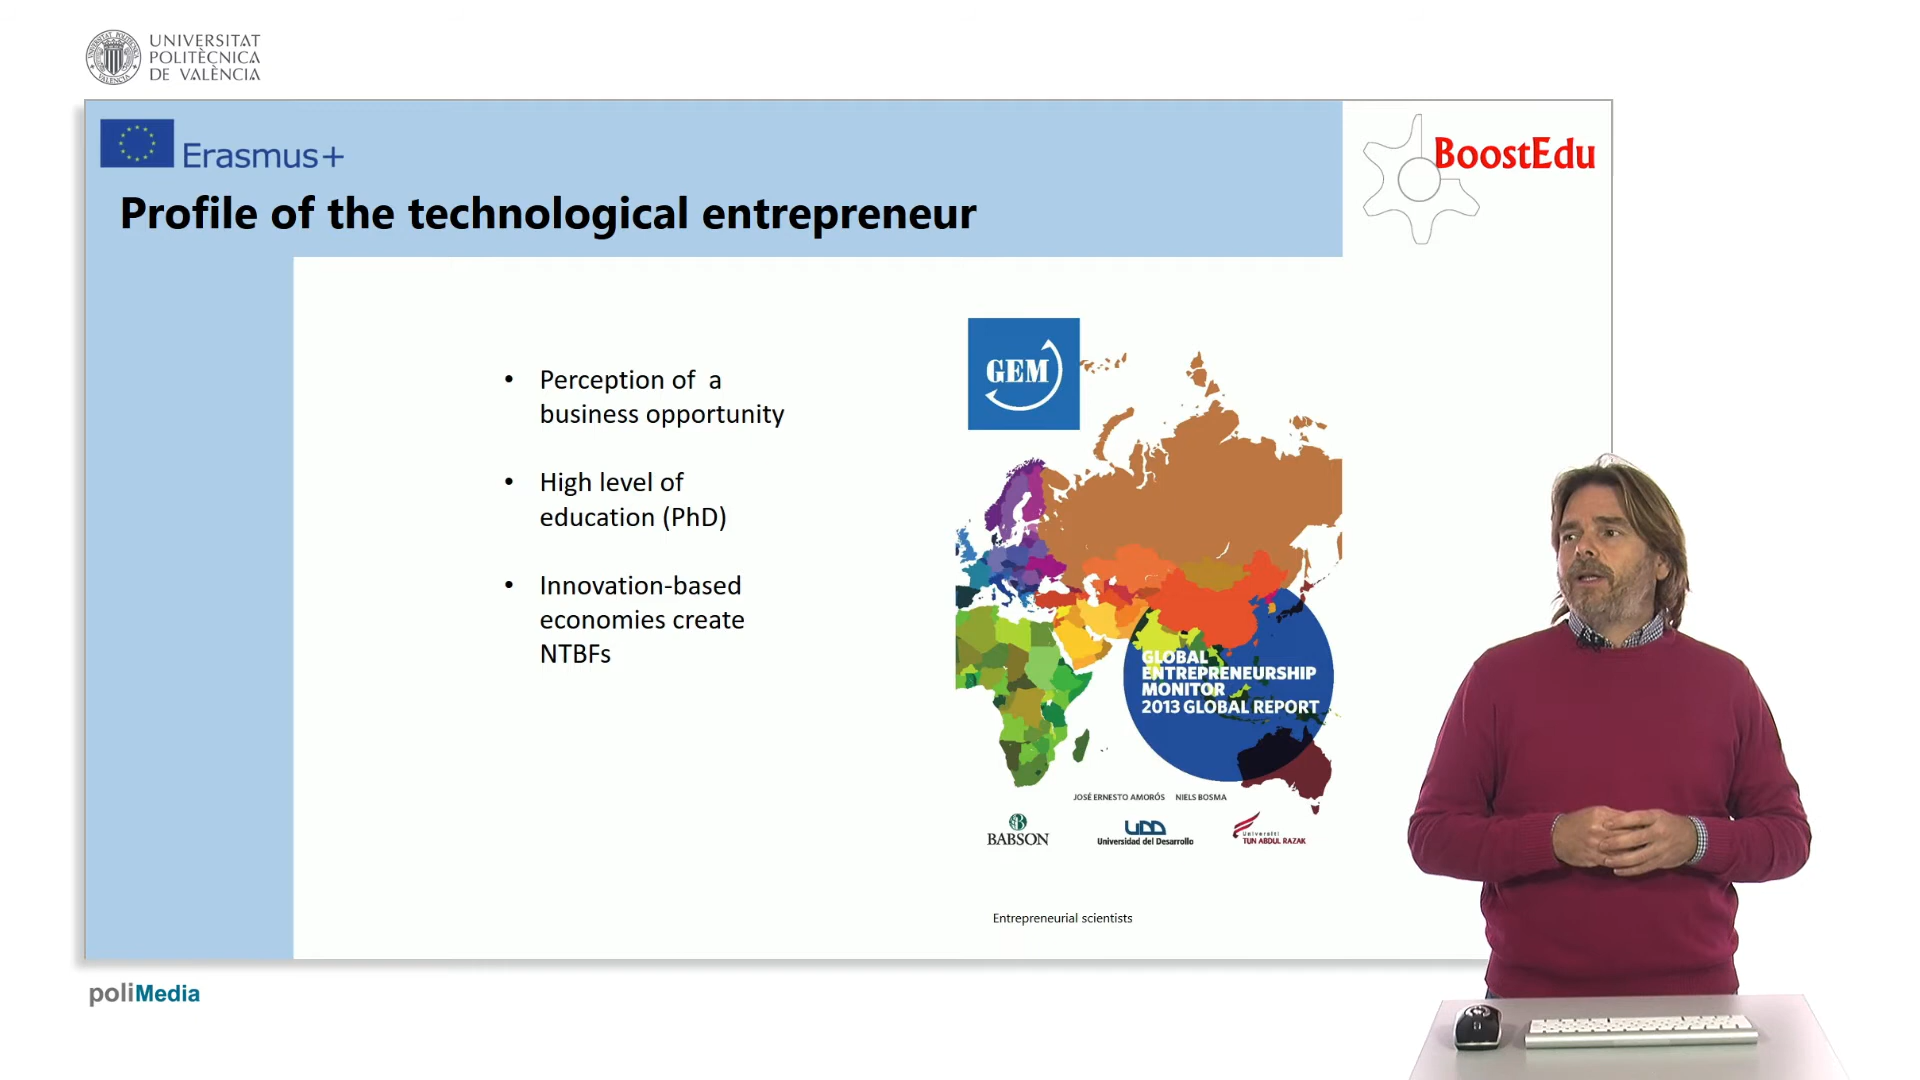 UNIVERSITAT
POLITÈCNICA
DE VALÈNCIA
Erasmus+
BoostEdu
Profile of the technological entrepreneur
• Perception of a
business opportunity
• High level of
education (PhD)
• Innovation-based
economies create
NTBFs
GEM
GLOBAL
ENTREPRENEURSHIP
MONITOR
2013 GLOBAL REPORT
JOSÉ ERNESTO AMORÓS NIELS BOSMA
BABSON
UDD
Universidad del Desarrollo
Universiti
TUN ABDUL RAZAK
Entrepreneurial scientists
poliMedia